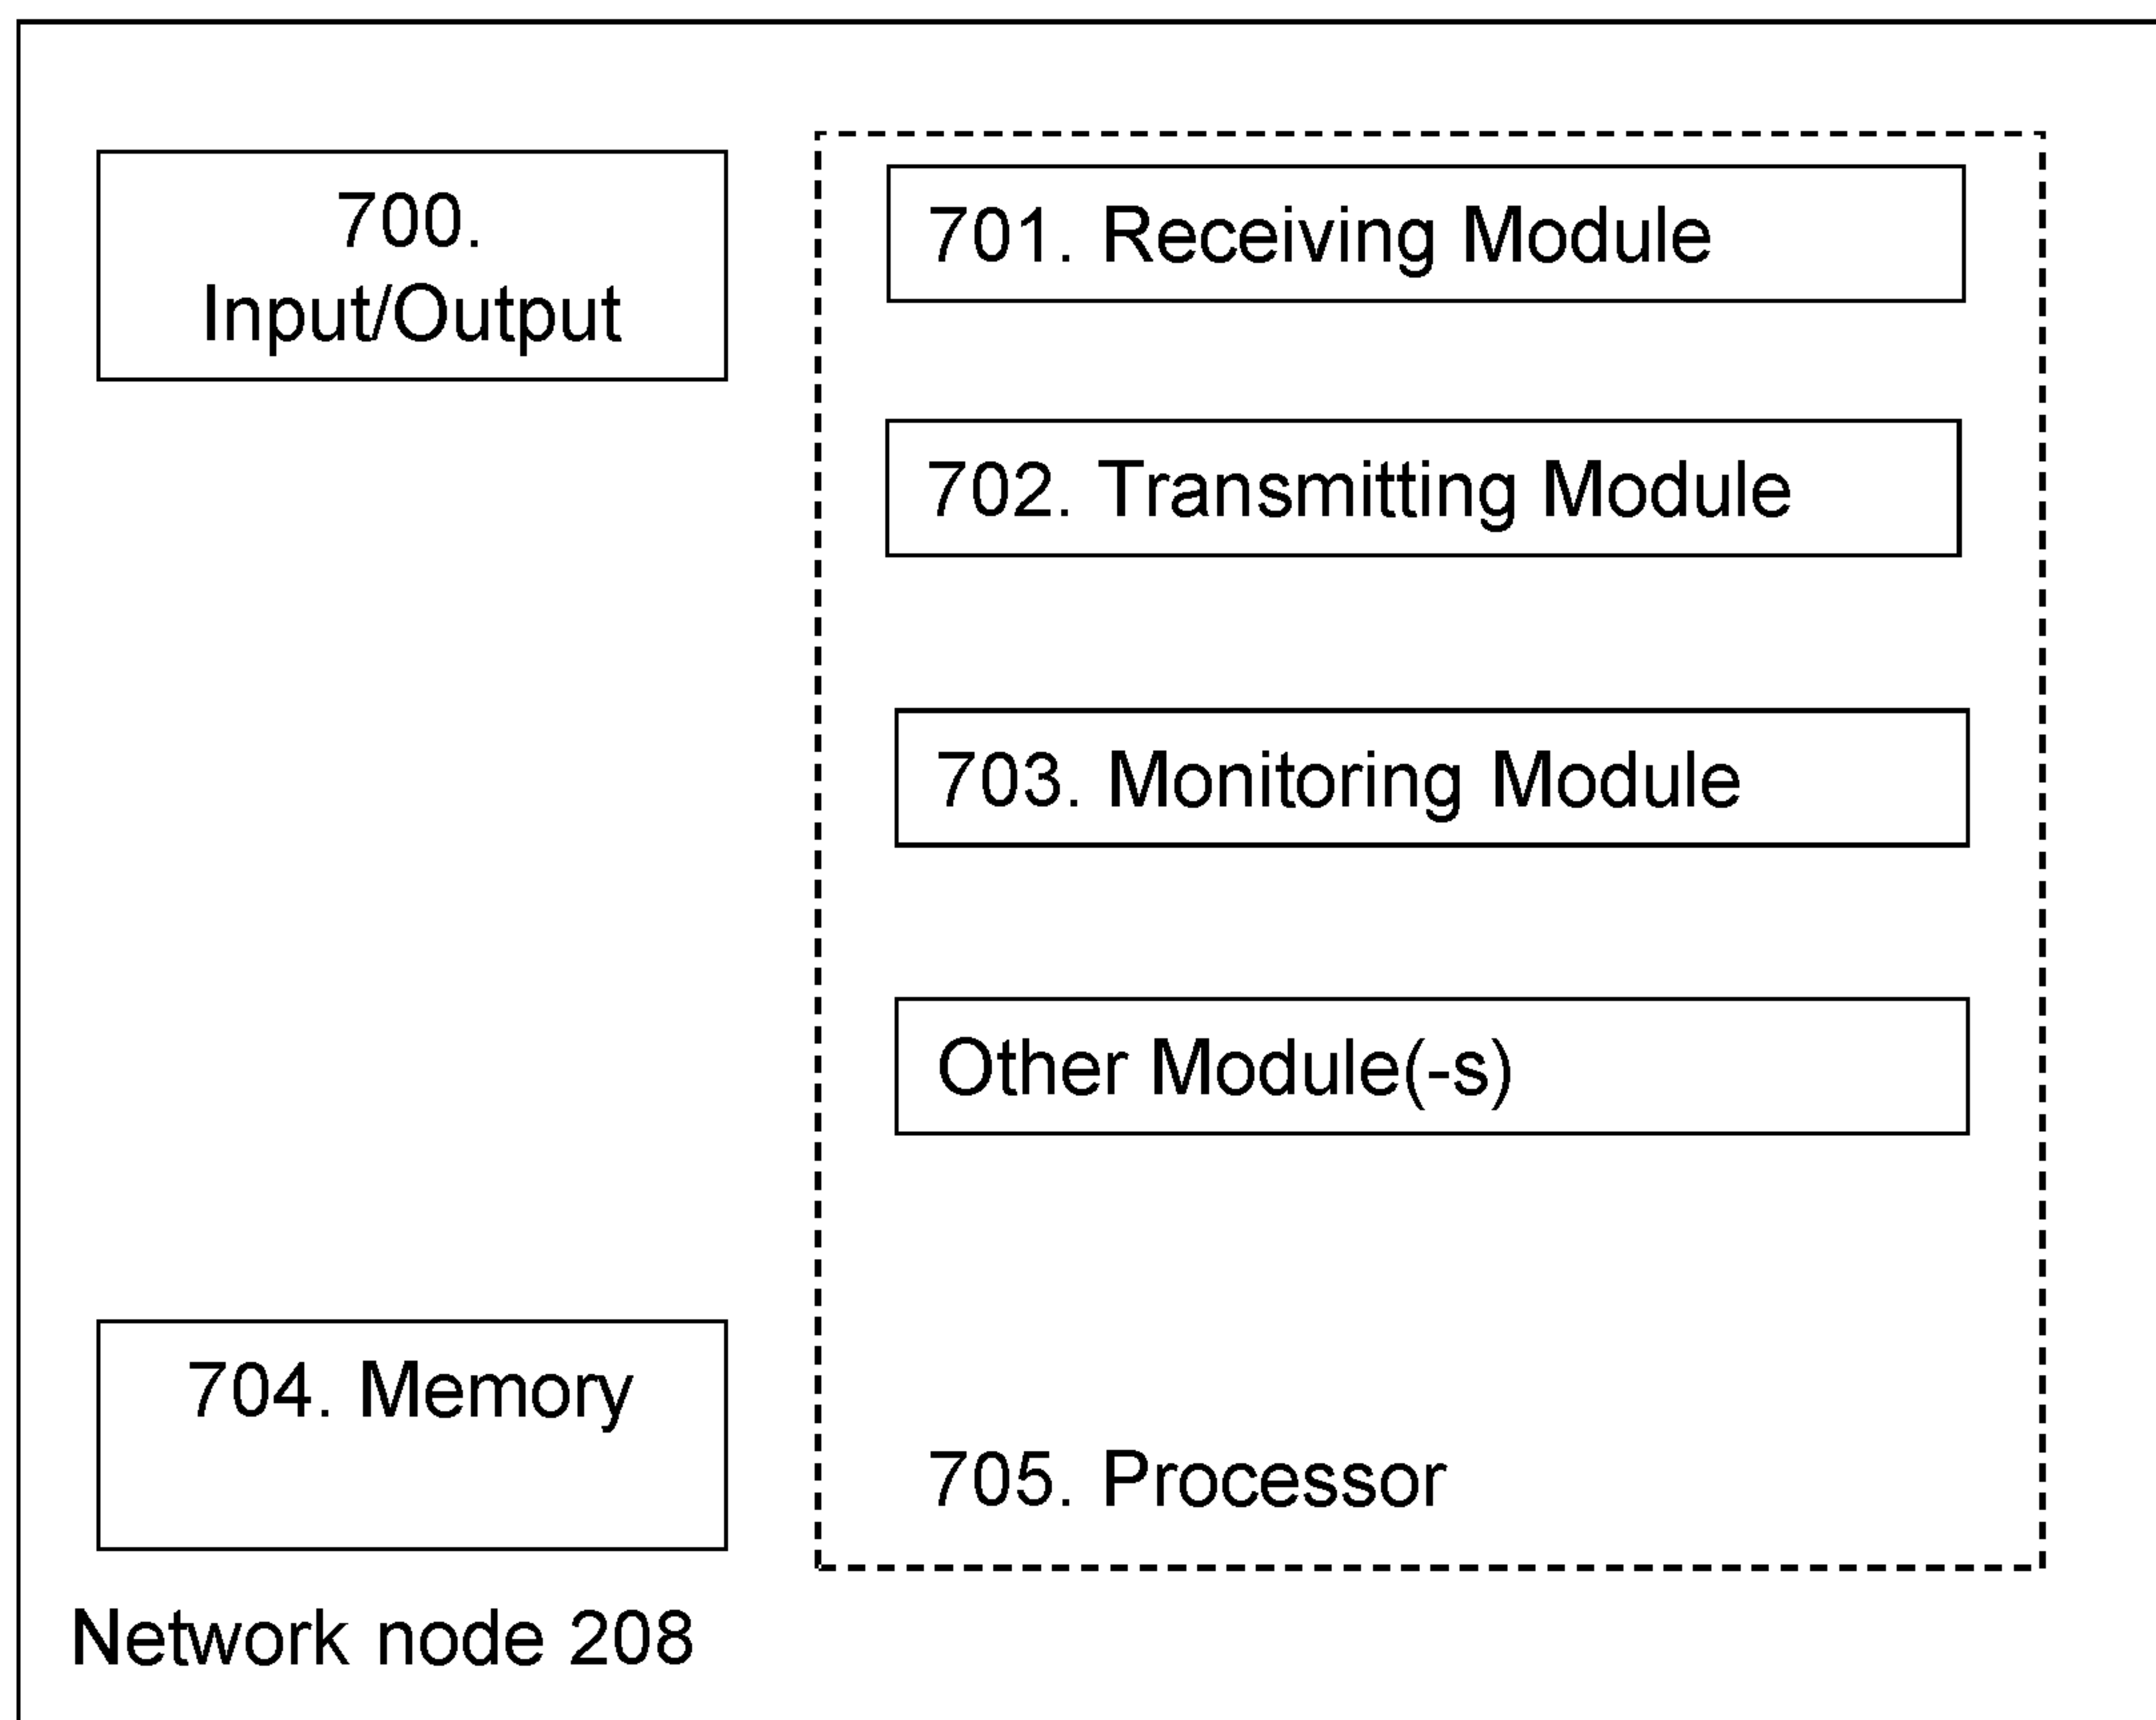 700.
Input/Output
701. Receiving Module
702. Transmitting Module
703. Monitoring Module
Other Module(-s)
704. Memory
705. Processor
Network node 208